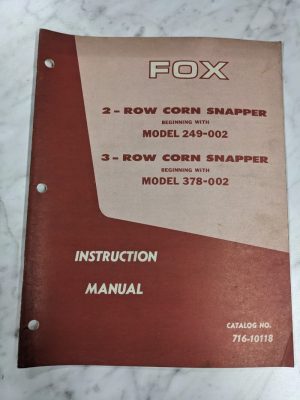 FOX
2-ROW CORN SNAPPER
BEGINNING WITH
MODEL 249-002
3-ROW CORN SNAPPER
BEGINNING WITH
MODEL 378-002
INSTRUCTION
MANUAL
CATALOG NO.
716-10118